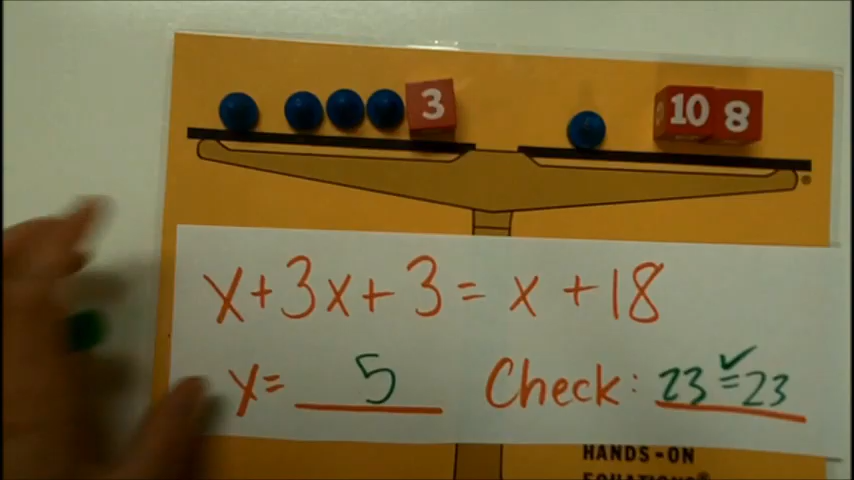 3 10 8
x+3x+3=x+18
x= 5 Check: 23=23
HANDS-ON
EQUATIONS®